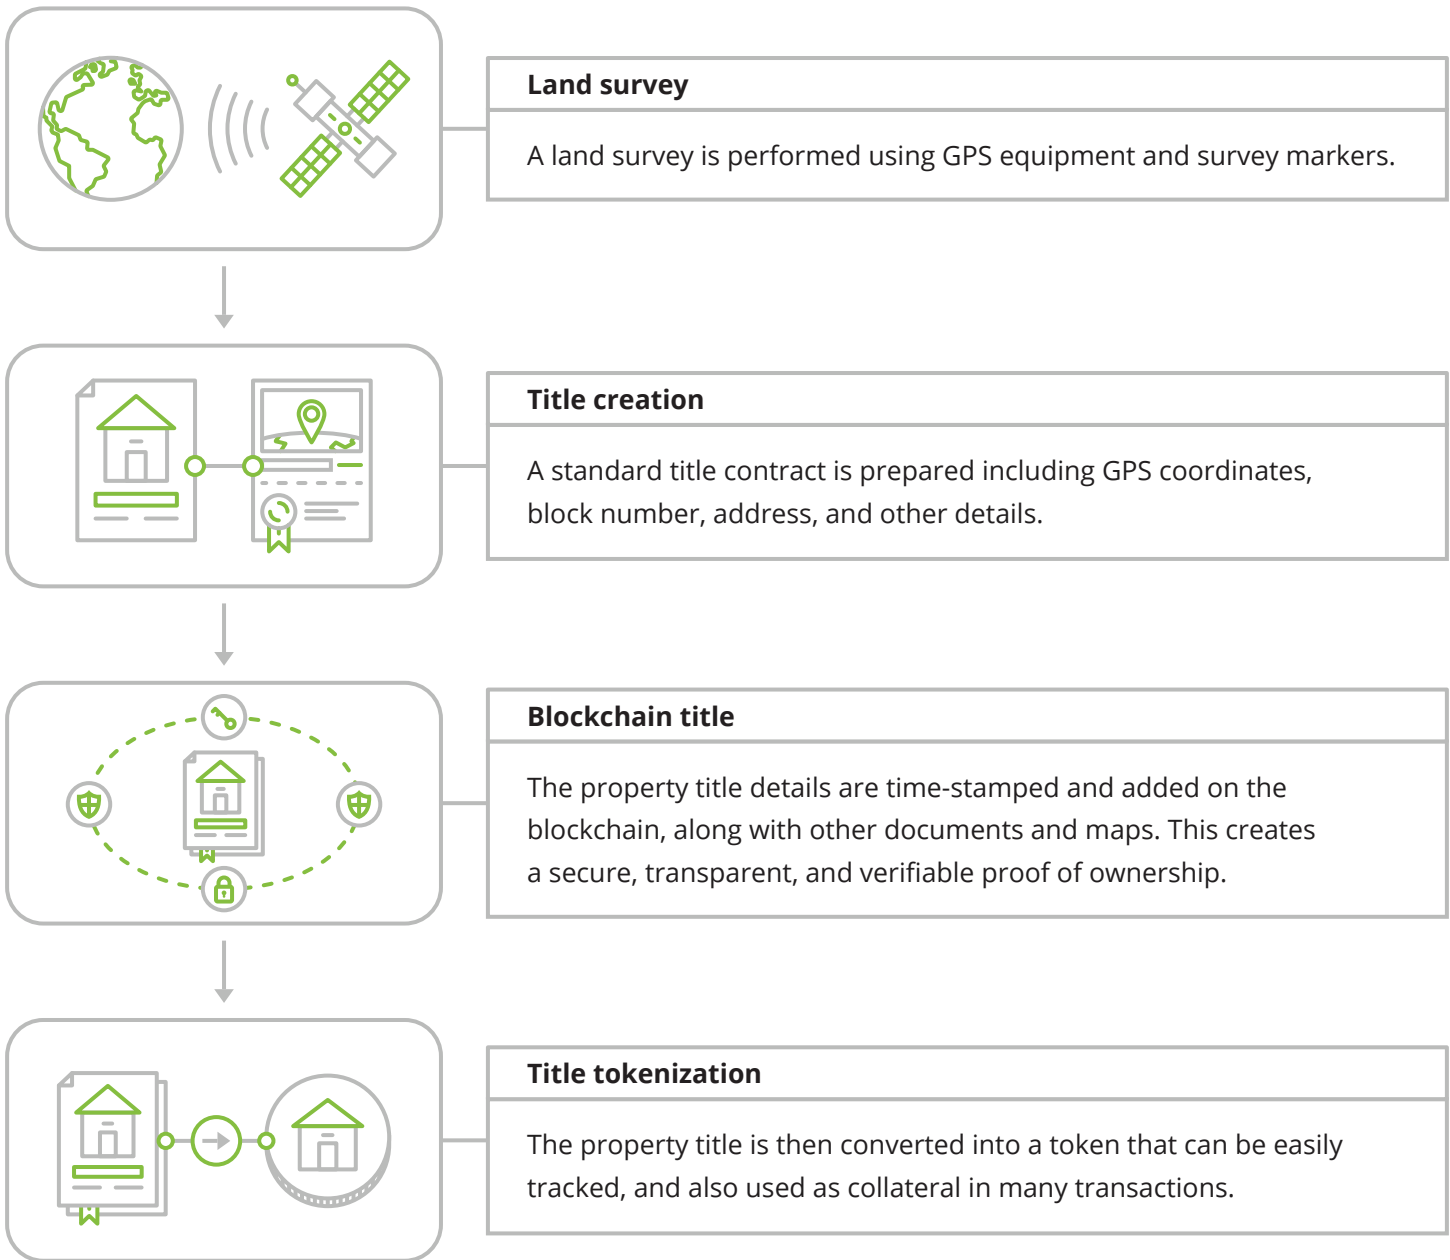 Land survey
A land survey is performed using GPS equipment and survey markers.
Title creation
A standard title contract is prepared including GPS coordinates,
block number, address, and other details.
Blockchain title
The property title details are time-stamped and added on the
blockchain, along with other documents and maps. This creates
a secure, transparent, and verifiable proof of ownership.
Title tokenization
The property title is then converted into a token that can be easily
tracked, and also used as collateral in many transactions.